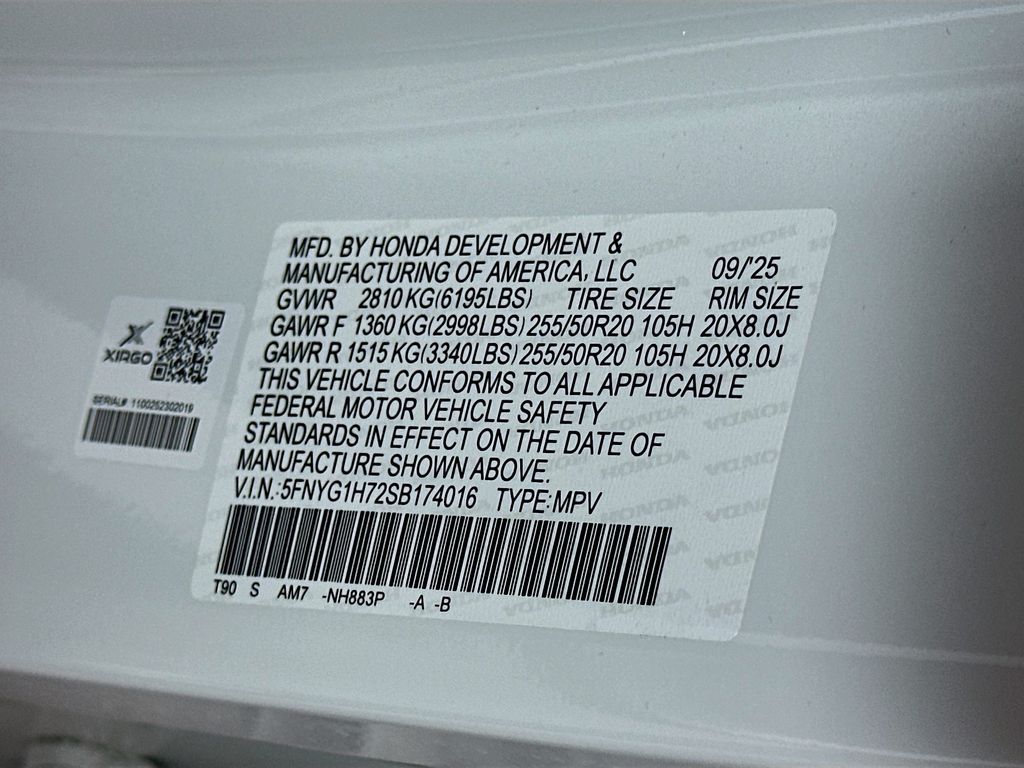 MFD. BY HONDA DEVELOPMENT &
MANUFACTURING OF AMERICA, LLC 09/'25
GVWR 2810 KG(6195LBS) TIRE SIZE RIM SIZE
GAWR F 1360 KG(2998LBS) 255/50R20 105H 20X8.0J
GAWR R 1515 KG(3340LBS) 255/50R20 105H 20X8.0J
THIS VEHICLE CONFORMS TO ALL APPLICABLE
FEDERAL MOTOR VEHICLE SAFETY
STANDARDS IN EFFECT ON THE DATE OF
MANUFACTURE SHOWN ABOVE.
V.I.N.:5FNYG1H72SB174016 TYPE:MPV
T90 S AM7 -NH883P -A -B
XIRGO
SERIAL# 1100252302019
HONDA